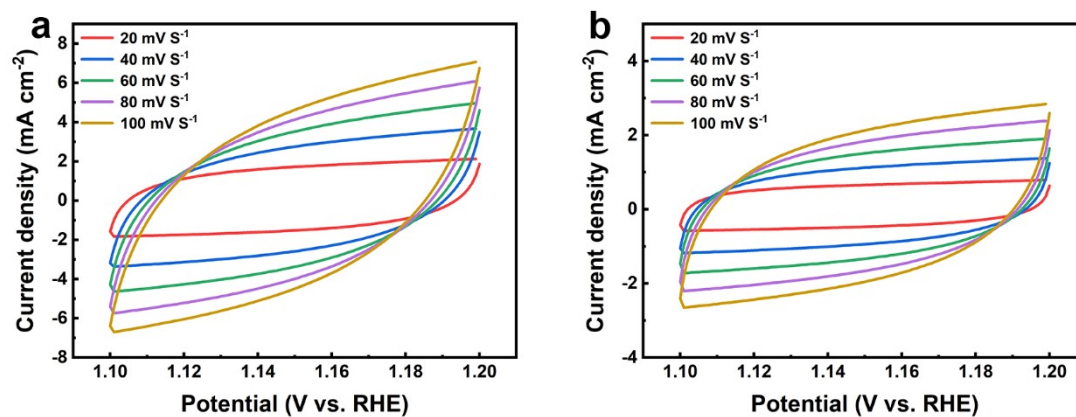 a
20 mV S⁻¹
40 mV S⁻¹
60 mV S⁻¹
80 mV S⁻¹
100 mV S⁻¹
Current density (mA cm⁻²)
8
6
4
2
0
-2
-4
-6
-8
1.10 1.12 1.14 1.16 1.18 1.20
Potential (V vs. RHE)
b
20 mV S⁻¹
40 mV S⁻¹
60 mV S⁻¹
80 mV S⁻¹
100 mV S⁻¹
Current density (mA cm⁻²)
4
2
0
-2
-4
1.10 1.12 1.14 1.16 1.18 1.20
Potential (V vs. RHE)